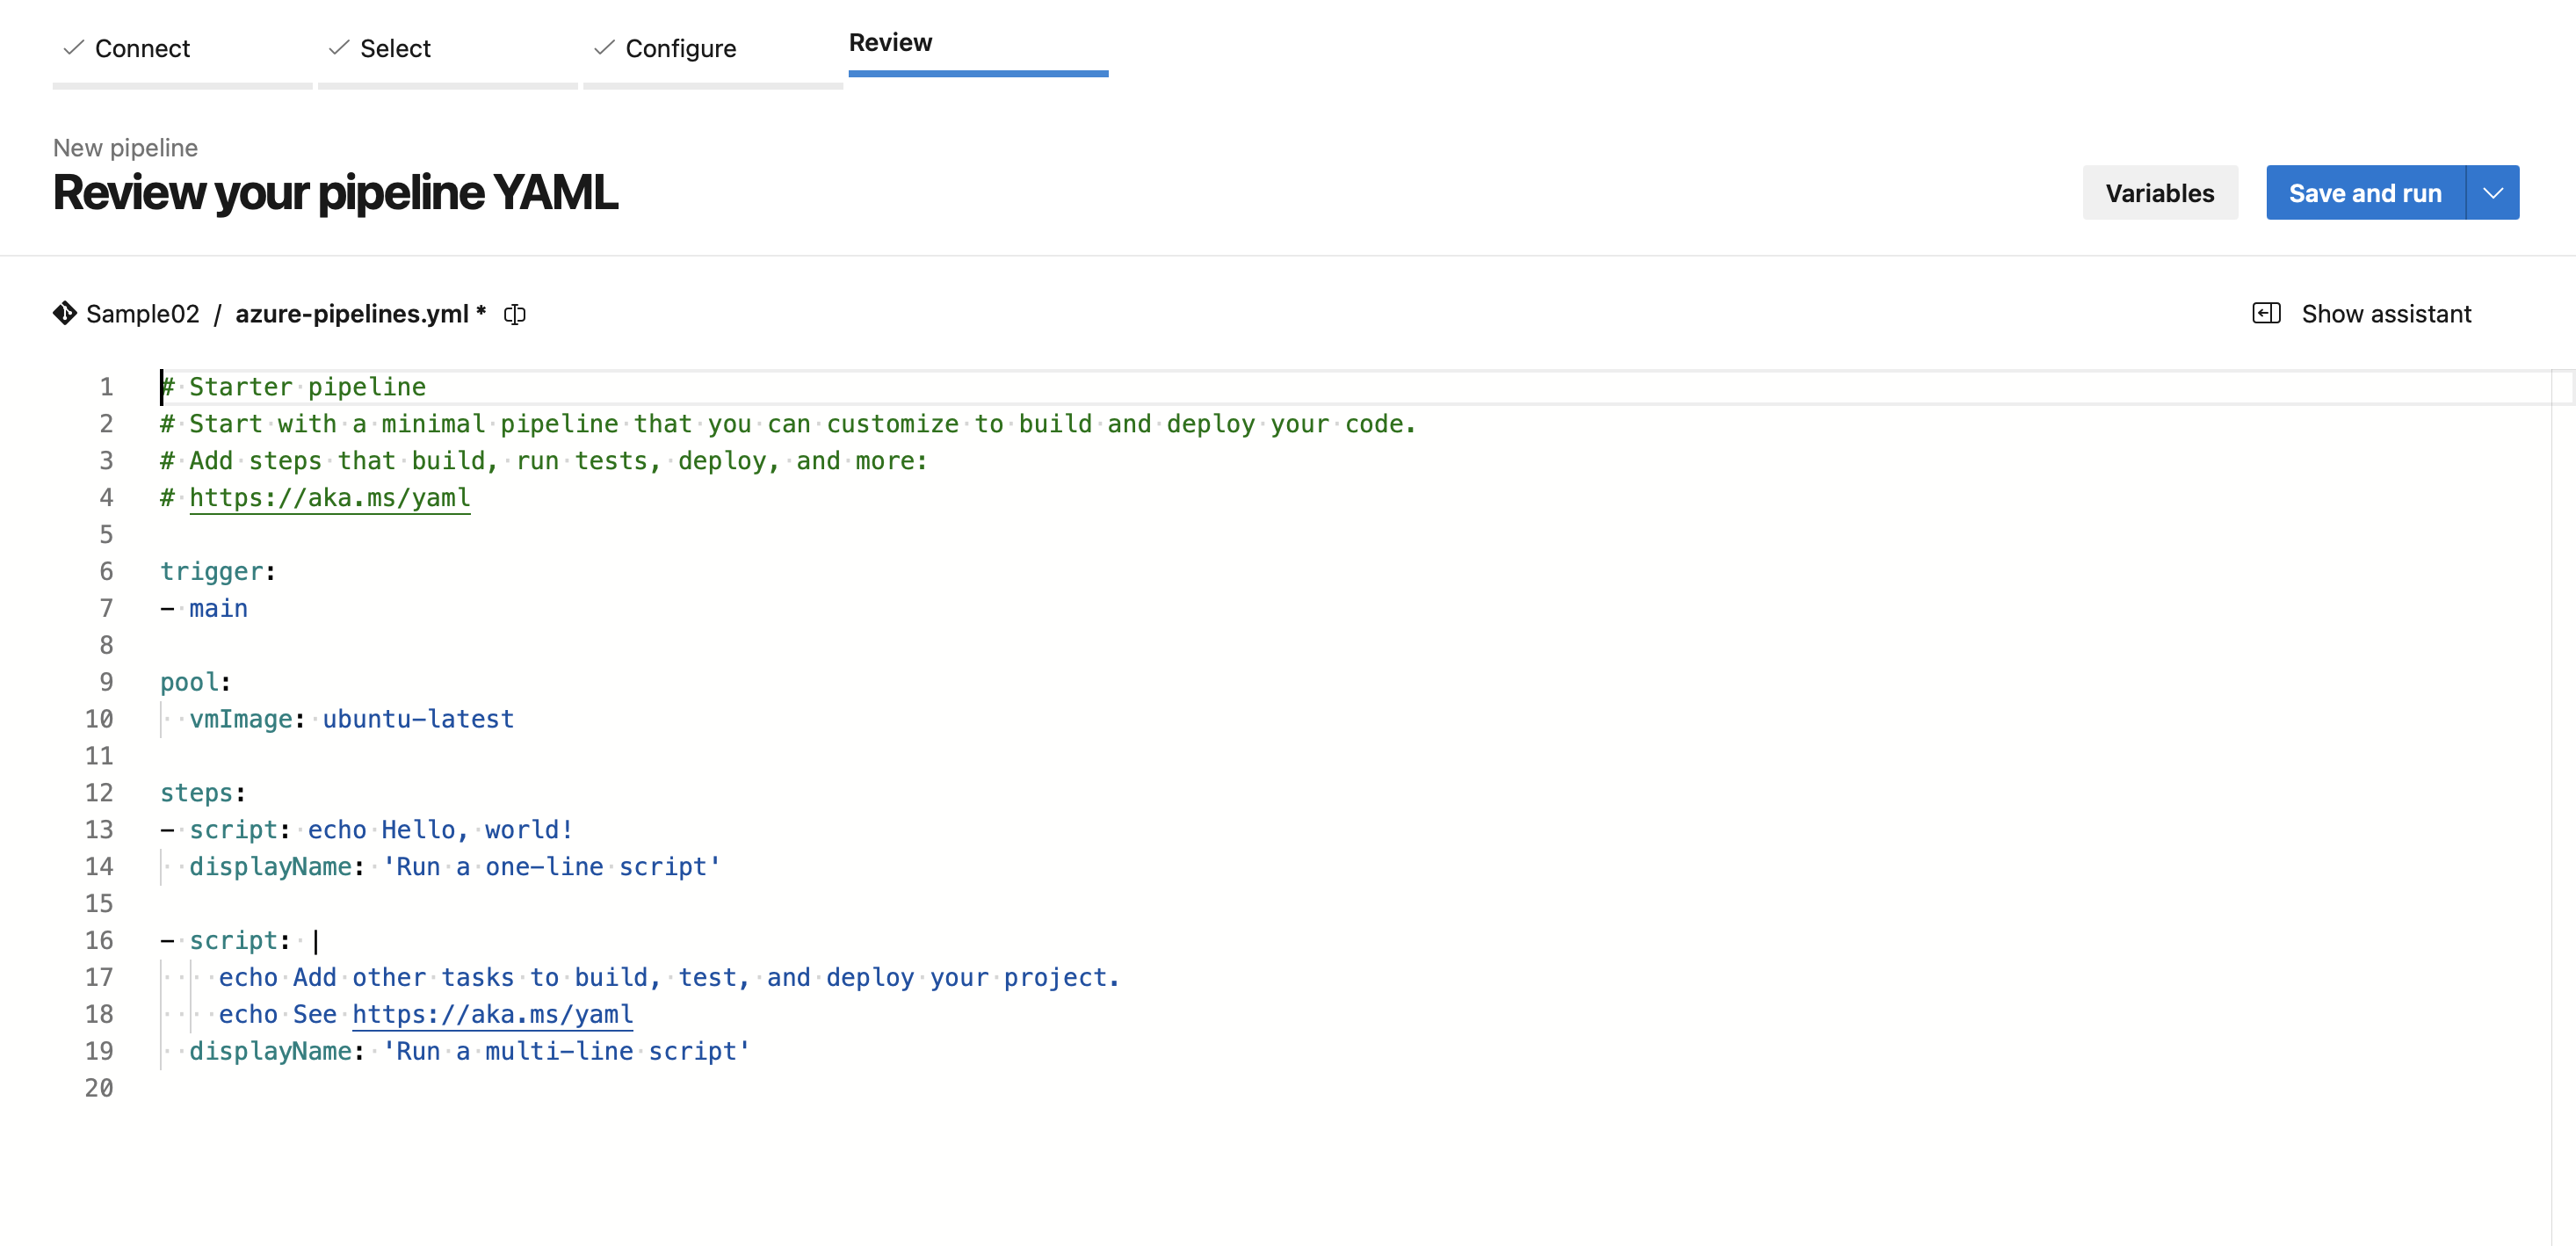 Connect Select Configure Review
New pipeline
Review your pipeline YAML
Variables Save and run
Sample02 / azure-pipelines.yml *
Show assistant
1 # Starter pipeline
2 # Start with a minimal pipeline that you can customize to build and deploy your code.
3 # Add steps that build, run tests, deploy, and more:
4 # https://aka.ms/yaml
5
6 trigger:
7 - main
8
9 pool:
10   vmImage: ubuntu-latest
11
12 steps:
13 - script: echo Hello, world!
14   displayName: 'Run a one-line script'
15
16 - script: |
17     echo Add other tasks to build, test, and deploy your project.
18     echo See https://aka.ms/yaml
19   displayName: 'Run a multi-line script'
20